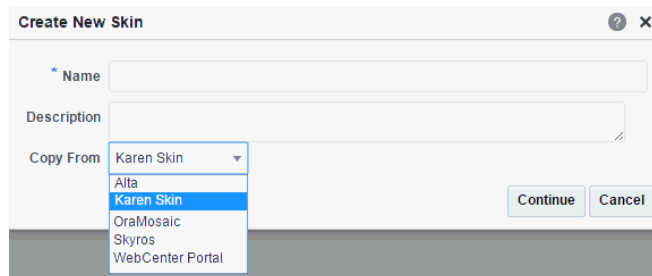 Create New Skin
* Name
Description
Copy From Karen Skin
Alta
Karen Skin
OraMosaic
Skyros
WebCenter Portal
Continue Cancel